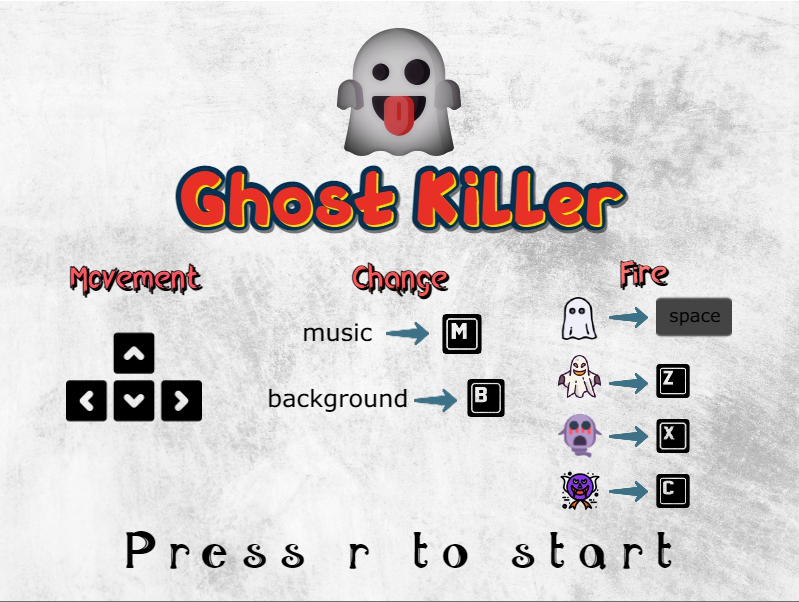 Ghost Killer
Movement
Change
Fire
music M
background B
space
Z
X
C
Press r to start